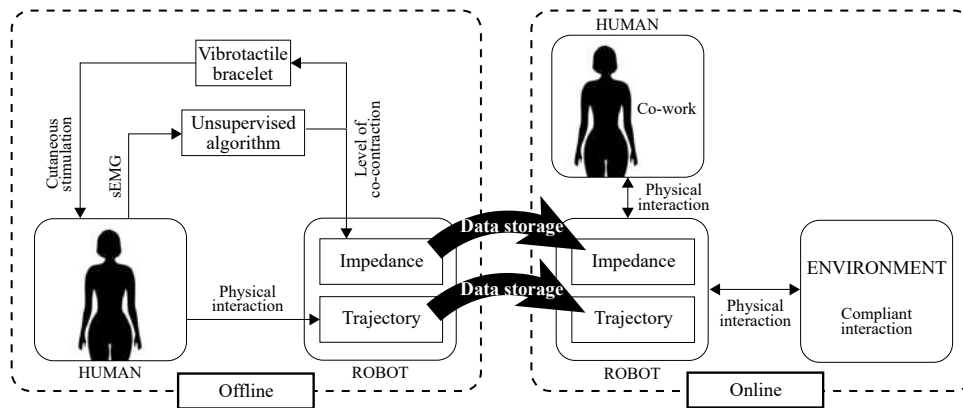 Vibrotactile
bracelet
Unsupervised
algorithm
Cutaneous
stimulation
sEMG
Level of
co-contraction
Impedance
Physical
interaction
Trajectory
HUMAN
ROBOT
Offline
Data storage
Data storage
HUMAN
Co-work
Physical
interaction
Impedance
Trajectory
ROBOT
Physical
interaction
ENVIRONMENT
Compliant
interaction
Online